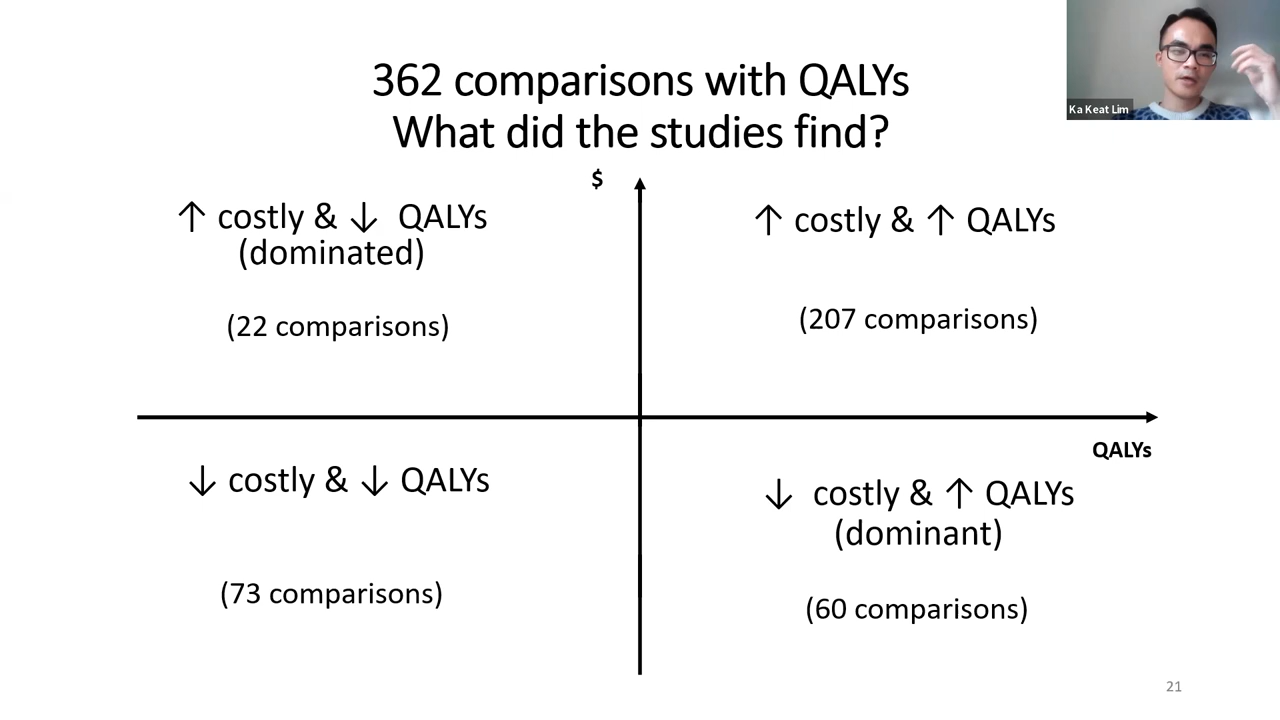 362 comparisons with QALYs
What did the studies find?
Ka Keat Lim
$
↑ costly & ↓ QALYs
(dominated)
(22 comparisons)
↑ costly & ↑ QALYs
(207 comparisons)
QALYs
↓ costly & ↓ QALYs
(73 comparisons)
↓ costly & ↑ QALYs
(dominant)
(60 comparisons)
21